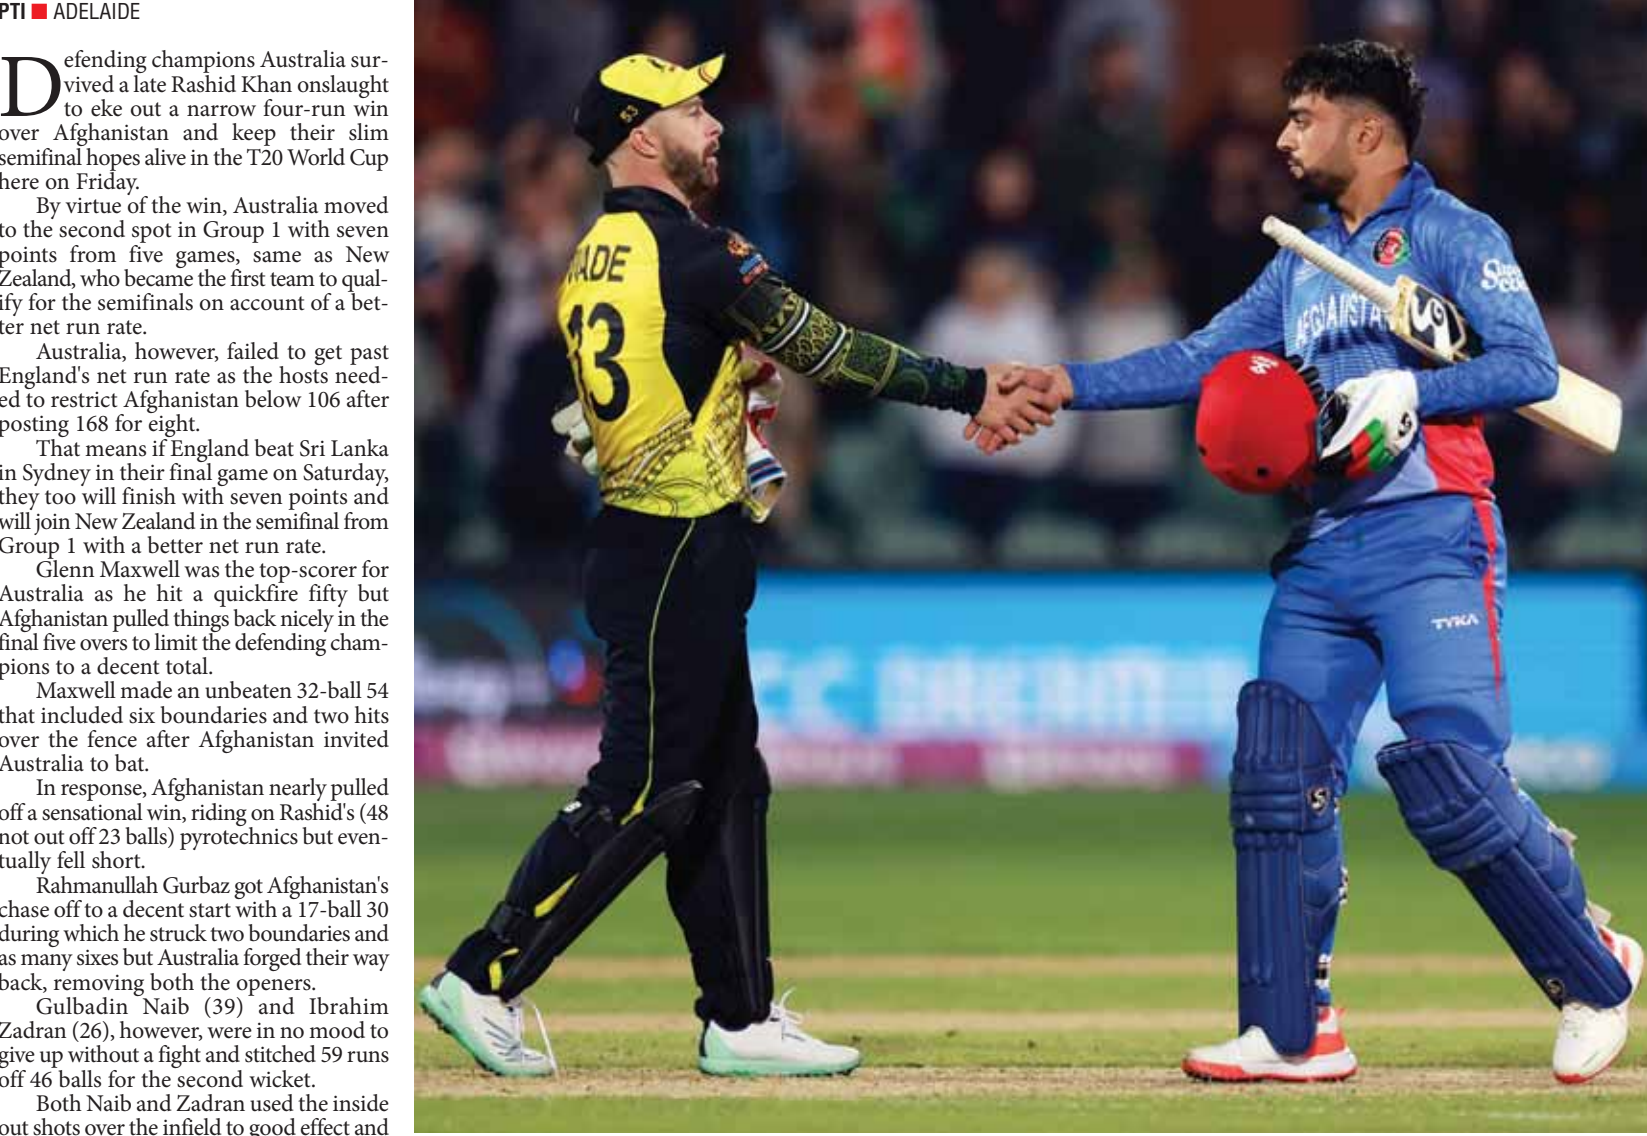 PTI ADELAIDE
Defending champions Australia sur-
vived a late Rashid Khan onslaught
to eke out a narrow four-run win
over Afghanistan and keep their slim
semifinal hopes alive in the T20 World Cup
here on Friday.
By virtue of the win, Australia moved
to the second spot in Group 1 with seven
points from five games, same as New
Zealand, who became the first team to qual-
ify for the semifinals on account of a bet-
ter net run rate.
Australia, however, failed to get past
England's net run rate as the hosts need-
ed to restrict Afghanistan below 106 after
posting 168 for eight.
That means if England beat Sri Lanka
in Sydney in their final game on Saturday,
they too will finish with seven points and
will join New Zealand in the semifinal from
Group 1 with a better net run rate.
Glenn Maxwell was the top-scorer for
Australia as he hit a quickfire fifty but
Afghanistan pulled things back nicely in the
final five overs to limit the defending cham-
pions to a decent total.
Maxwell made an unbeaten 32-ball 54
that included six boundaries and two hits
over the fence after Afghanistan invited
Australia to bat.
In response, Afghanistan nearly pulled
off a sensational win, riding on Rashid's (48
not out off 23 balls) pyrotechnics but even-
tually fell short.
Rahmanullah Gurbaz got Afghanistan's
chase off to a decent start with a 17-ball 30
during which he struck two boundaries and
as many sixes but Australia forged their way
back, removing both the openers.
Gulbadin Naib (39) and Ibrahim
Zadran (26), however, were in no mood to
give up without a fight and stitched 59 runs
off 46 balls for the second wicket.
Both Naib and Zadran used the inside
out shots over the infield to good effect and
53
WADE
13
AFGHANISTA
TYKA